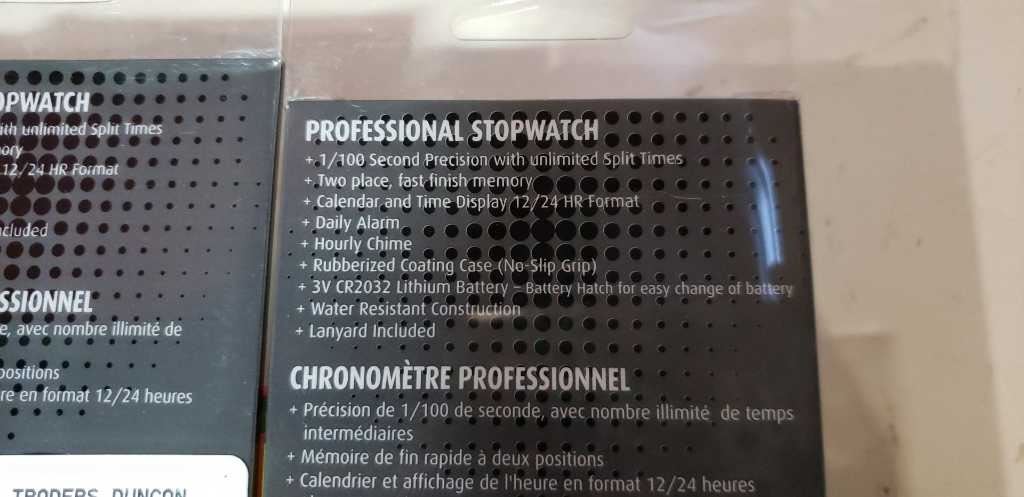 OPWATCH
ith unlimited Split Times
ory
12/24 HR Format
ncluded
SSIONNEL
e, avec nombre illimité de
positions
re en format 12/24 heures
TRODERS DUNCON
PROFESSIONAL STOPWATCH
+ 1/100 Second Precision with unlimited Split Times
+ Two place, fast finish memory
+ Calendar and Time Display 12/24 HR Format
+ Daily Alarm
+ Hourly Chime
+ Rubberized Coating Case (No-Slip Grip)
+ 3V CR2032 Lithium Battery – Battery Hatch for easy change of battery
+ Water Resistant Construction
+ Lanyard Included
CHRONOMÈTRE PROFESSIONNEL
+ Précision de 1/100 de seconde, avec nombre illimité de temps
intermédiaires
+ Mémoire de fin rapide à deux positions
+ Calendrier et affichage de l'heure en format 12/24 heures